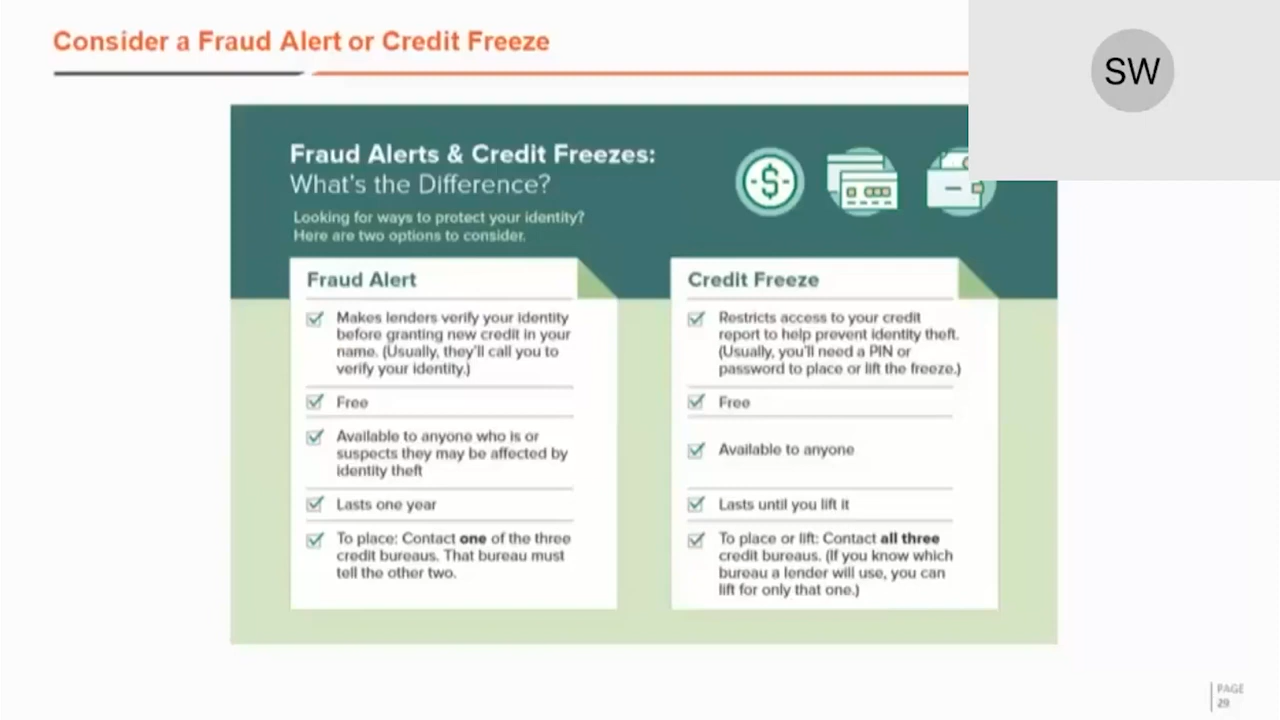 Consider a Fraud Alert or Credit Freeze
SW
Fraud Alerts & Credit Freezes:
What's the Difference?
Looking for ways to protect your identity?
Here are two options to consider.
Fraud Alert
Makes lenders verify your identity
before granting new credit in your
name. (Usually, they'll call you to
verify your identity.)
Free
Available to anyone who is or
suspects they may be affected by
identity theft
Lasts one year
To place: Contact one of the three
credit bureaus. That bureau must
tell the other two.
Credit Freeze
Restricts access to your credit
report to help prevent identity theft.
(Usually, you'll need a PIN or
password to place or lift the freeze.)
Free
Available to anyone
Lasts until you lift it
To place or lift: Contact all three
credit bureaus. (If you know which
bureau a lender will use, you can
lift for only that one.)
PAGE
29